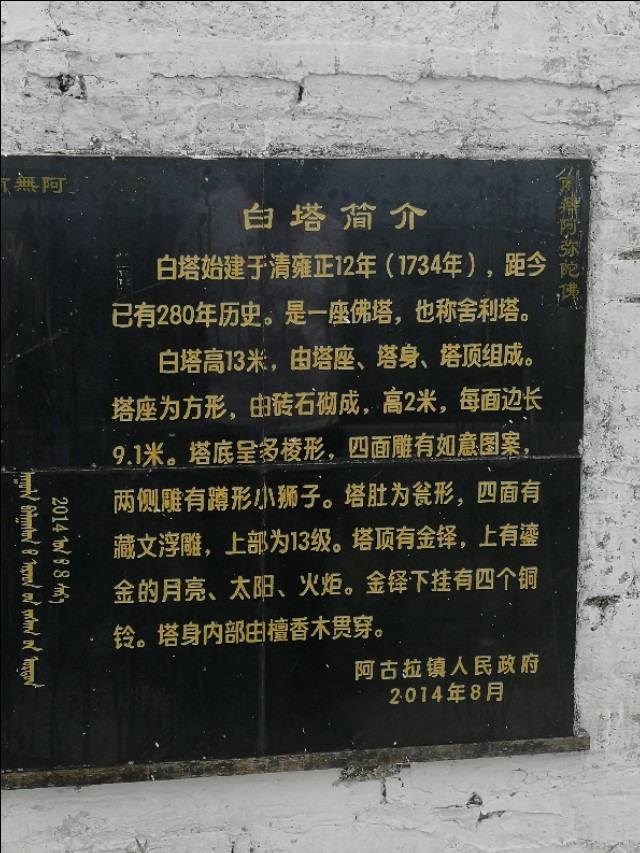 無阿
白塔简介
南無阿弥陀佛
白塔始建于清雍正12年（1734年），距今
已有280年历史。是一座佛塔，也称舍利塔。
白塔高13米，由塔座、塔身、塔顶组成。
塔座为方形，由砖石砌成，高2米，每面边长
9.1米。塔底呈多棱形，四面雕有如意图案，
两侧雕有蹲形小狮子。塔肚为瓮形，四面有
藏文浮雕，上部为13级。塔顶有金铎，上有鎏
金的月亮、太阳、火炬。金铎下挂有四个铜
铃。塔身内部由檀香木贯穿。
阿古拉镇人民政府
2014年8月
2014